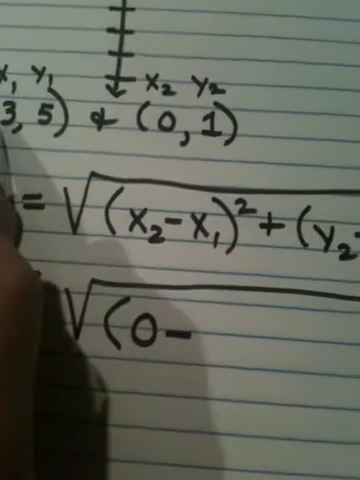 x₁ y₁ x₂ y₂
3, 5) & (0, 1)
= √(x₂-x₁)² + (y₂-
√(0-